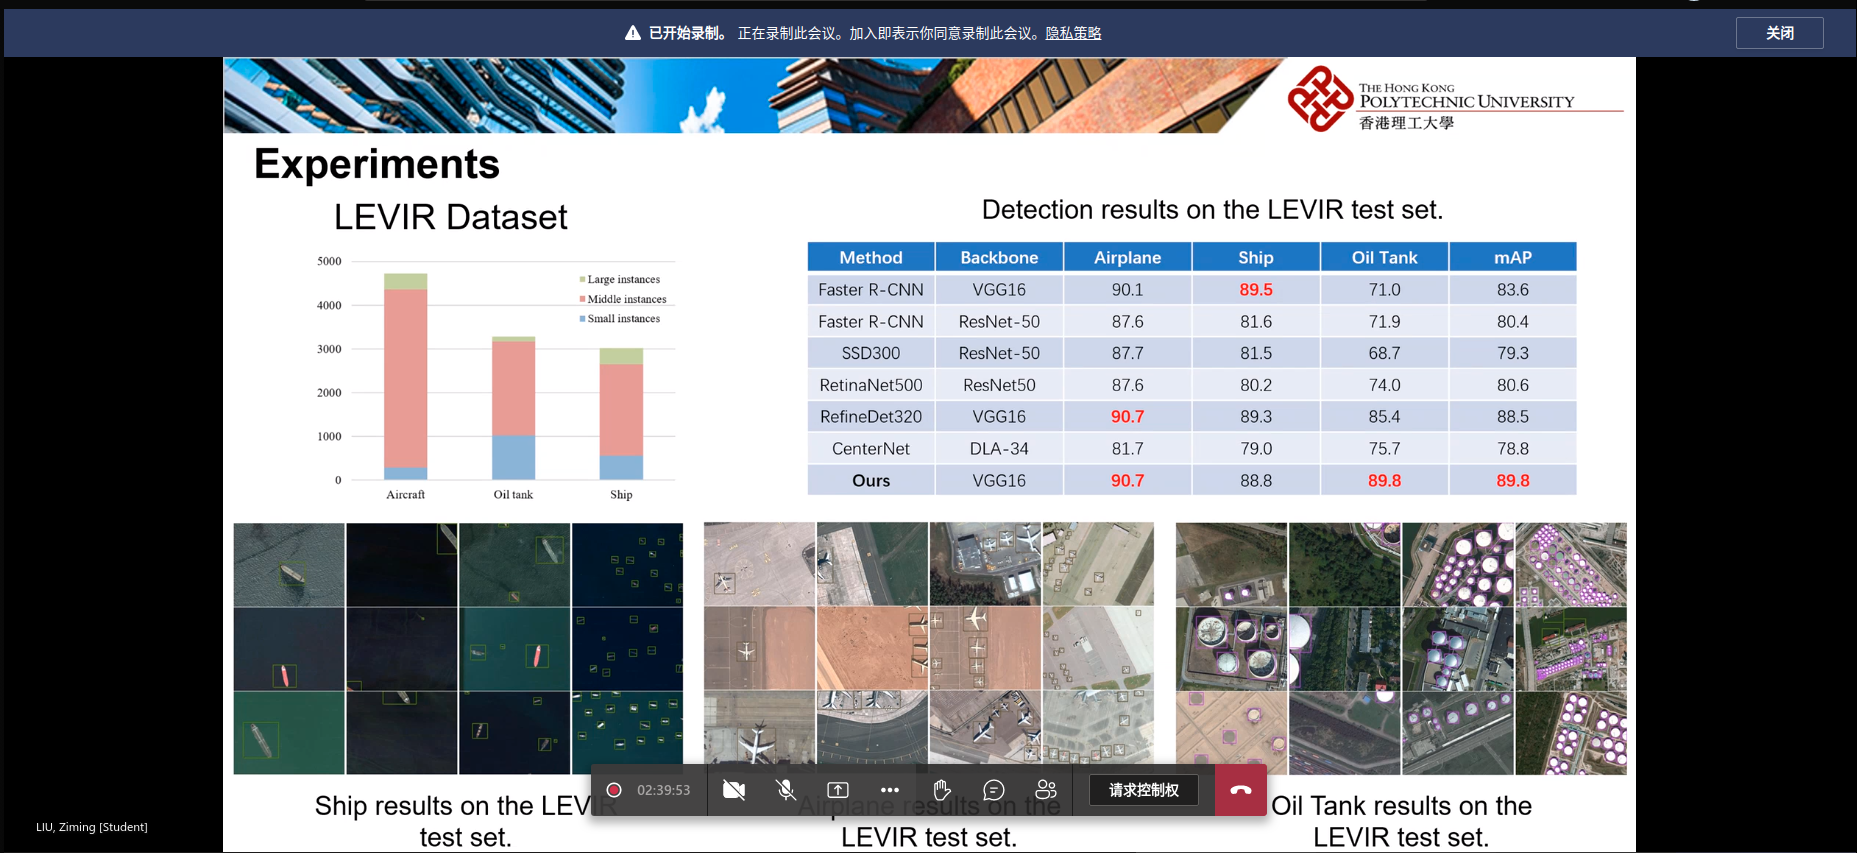 已开始录制。 正在录制此会议。加入即表示你同意录制此会议。隐私策略
关闭
THE HONG KONG
POLYTECHNIC UNIVERSITY
香港理工大學
Experiments
LEVIR Dataset
5000
4000
3000
2000
1000
0
Large instances
Middle instances
Small instances
Aircraft Oil tank Ship
Detection results on the LEVIR test set.
Method Backbone Airplane Ship Oil Tank mAP
Faster R-CNN VGG16 90.1 89.5 71.0 83.6
Faster R-CNN ResNet-50 87.6 81.6 71.9 80.4
SSD300 ResNet-50 87.7 81.5 68.7 79.3
RetinaNet500 ResNet50 87.6 80.2 74.0 80.6
RefineDet320 VGG16 90.7 89.3 85.4 88.5
CenterNet DLA-34 81.7 79.0 75.7 78.8
Ours VGG16 90.7 88.8 89.8 89.8
Ship results on the LEVIR
test set.
Airplane results on the
LEVIR test set.
Oil Tank results on the
LEVIR test set.
02:39:53
请求控制权
LIU, Ziming [Student]